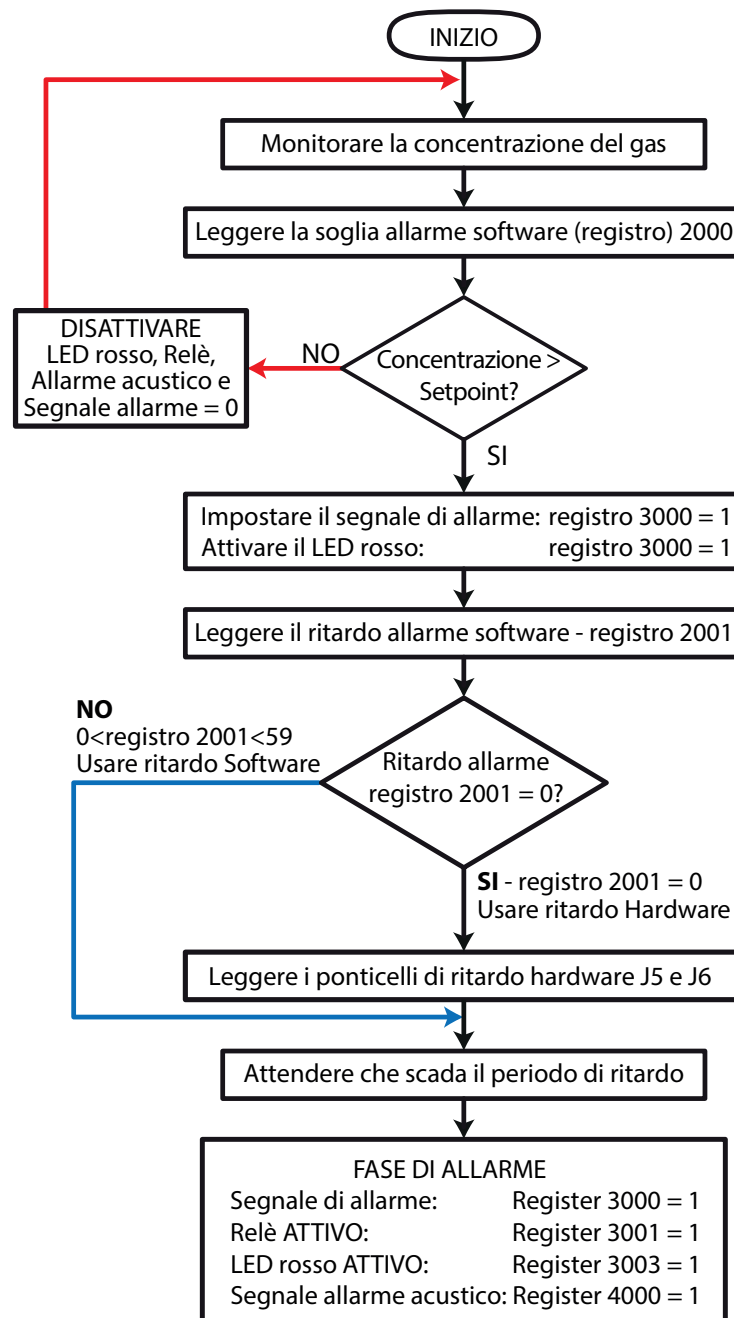 INIZIO
Monitorare la concentrazione del gas
Leggere la soglia allarme software (registro) 2000
Concentrazione >
Setpoint?
NO
DISATTIVARE
LED rosso, Relè,
Allarme acustico e
Segnale allarme = 0
SI
Impostare il segnale di allarme: registro 3000 = 1
Attivare il LED rosso: registro 3000 = 1
Leggere il ritardo allarme software - registro 2001
Ritardo allarme
registro 2001 = 0?
NO
0<registro 2001<59
Usare ritardo Software
SI - registro 2001 = 0
Usare ritardo Hardware
Leggere i ponticelli di ritardo hardware J5 e J6
Attendere che scada il periodo di ritardo
FASE DI ALLARME
Segnale di allarme: Register 3000 = 1
Relè ATTIVO: Register 3001 = 1
LED rosso ATTIVO: Register 3003 = 1
Segnale allarme acustico: Register 4000 = 1